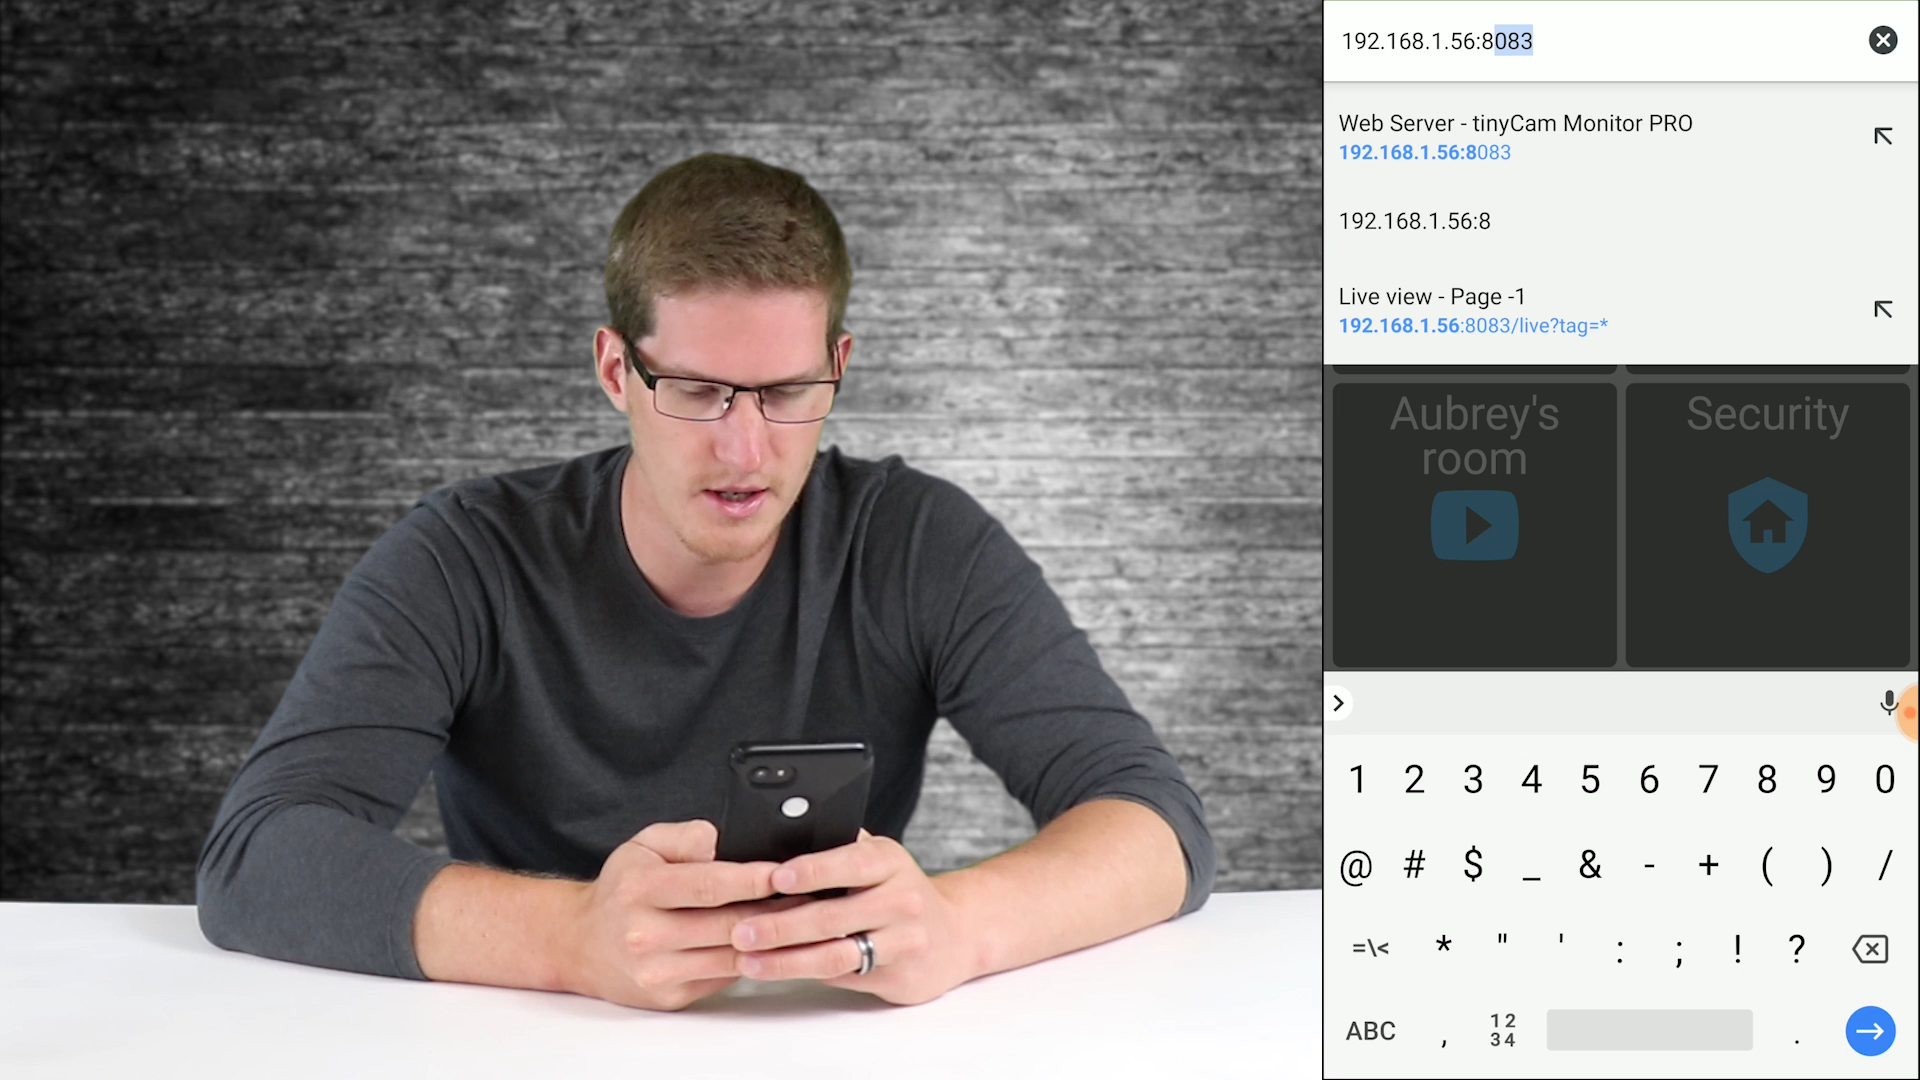 192.168.1.56:8083
Web Server - tinyCam Monitor PRO
192.168.1.56:8083
192.168.1.56:8
Live view - Page -1
192.168.1.56:8083/live?tag=*
Aubrey's
room
Security
1 2 3 4 5 6 7 8 9 0
@ # $ _ & - + ( ) /
=\< * " ' : ; ! ?
ABC , 12 .
34